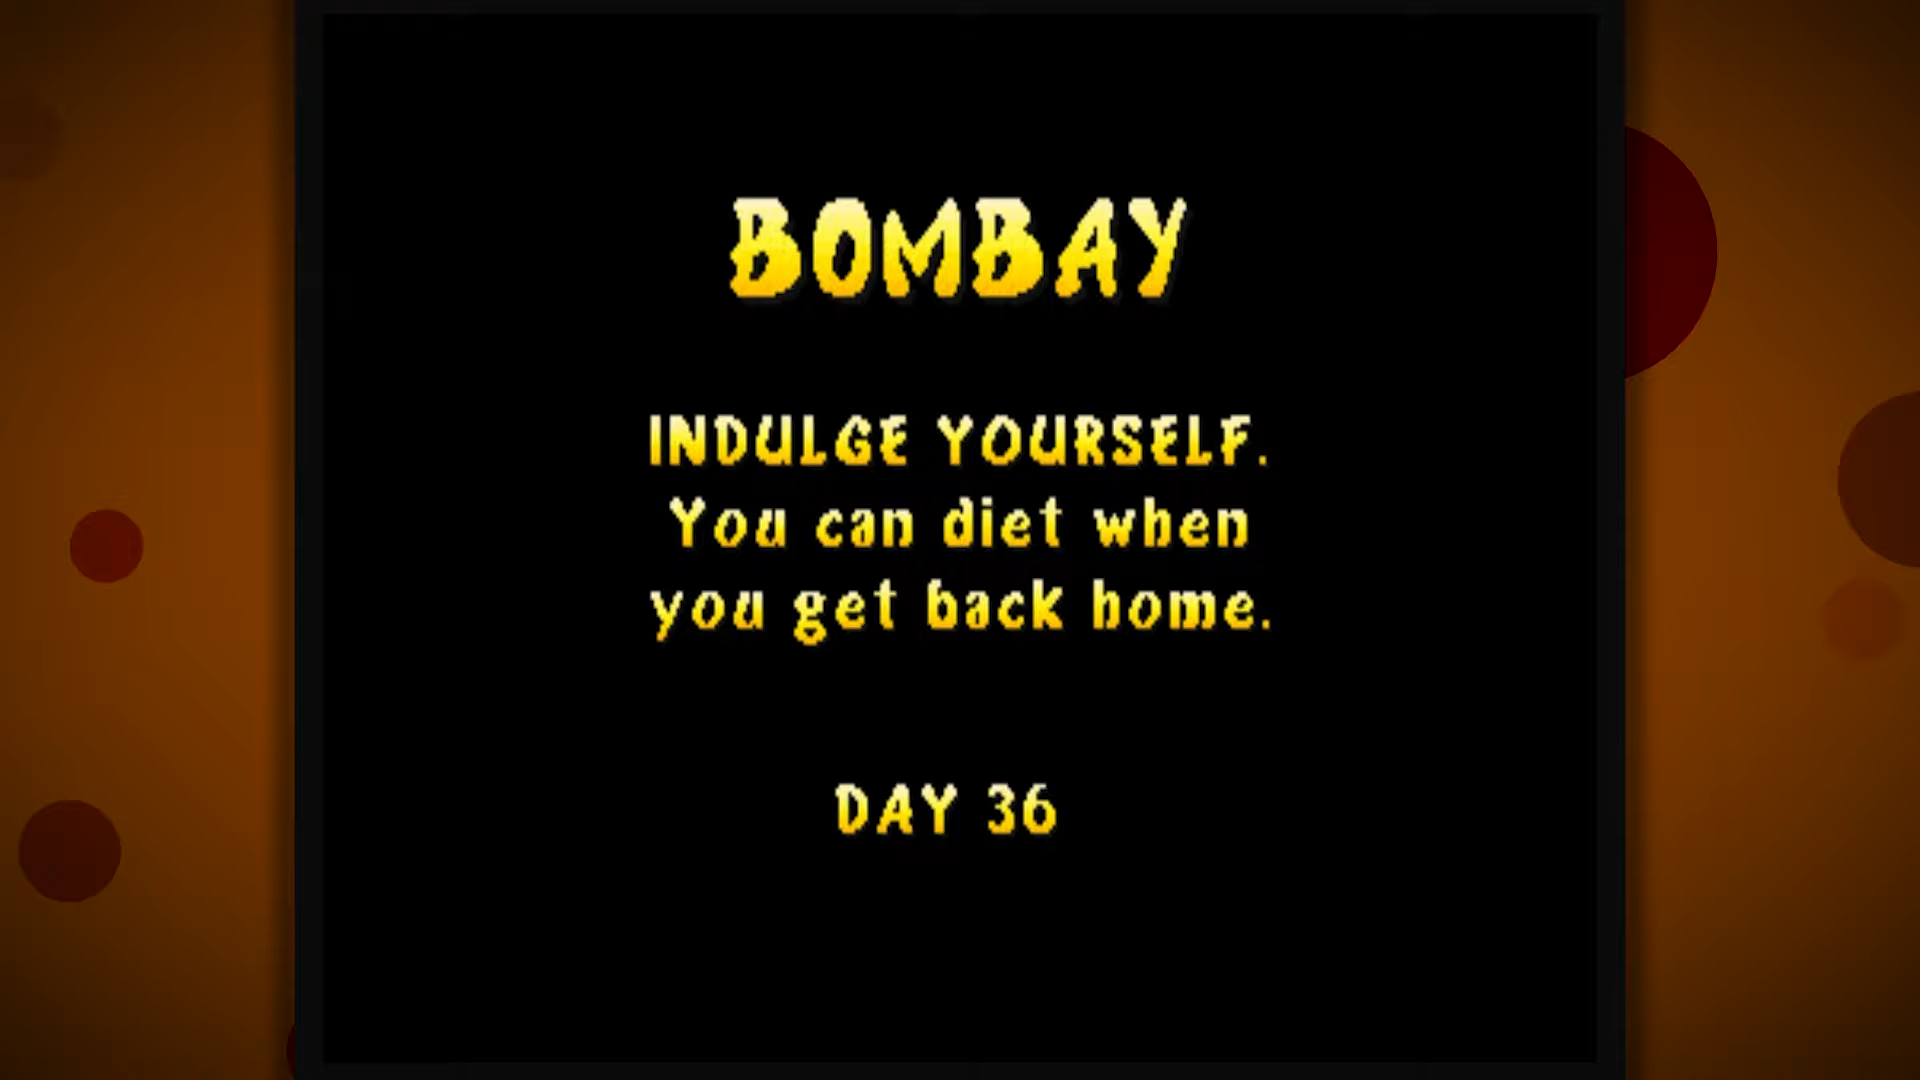 BOMBAY
INDULGE YOURSELF.
You can diet when
you get back home.
DAY 36